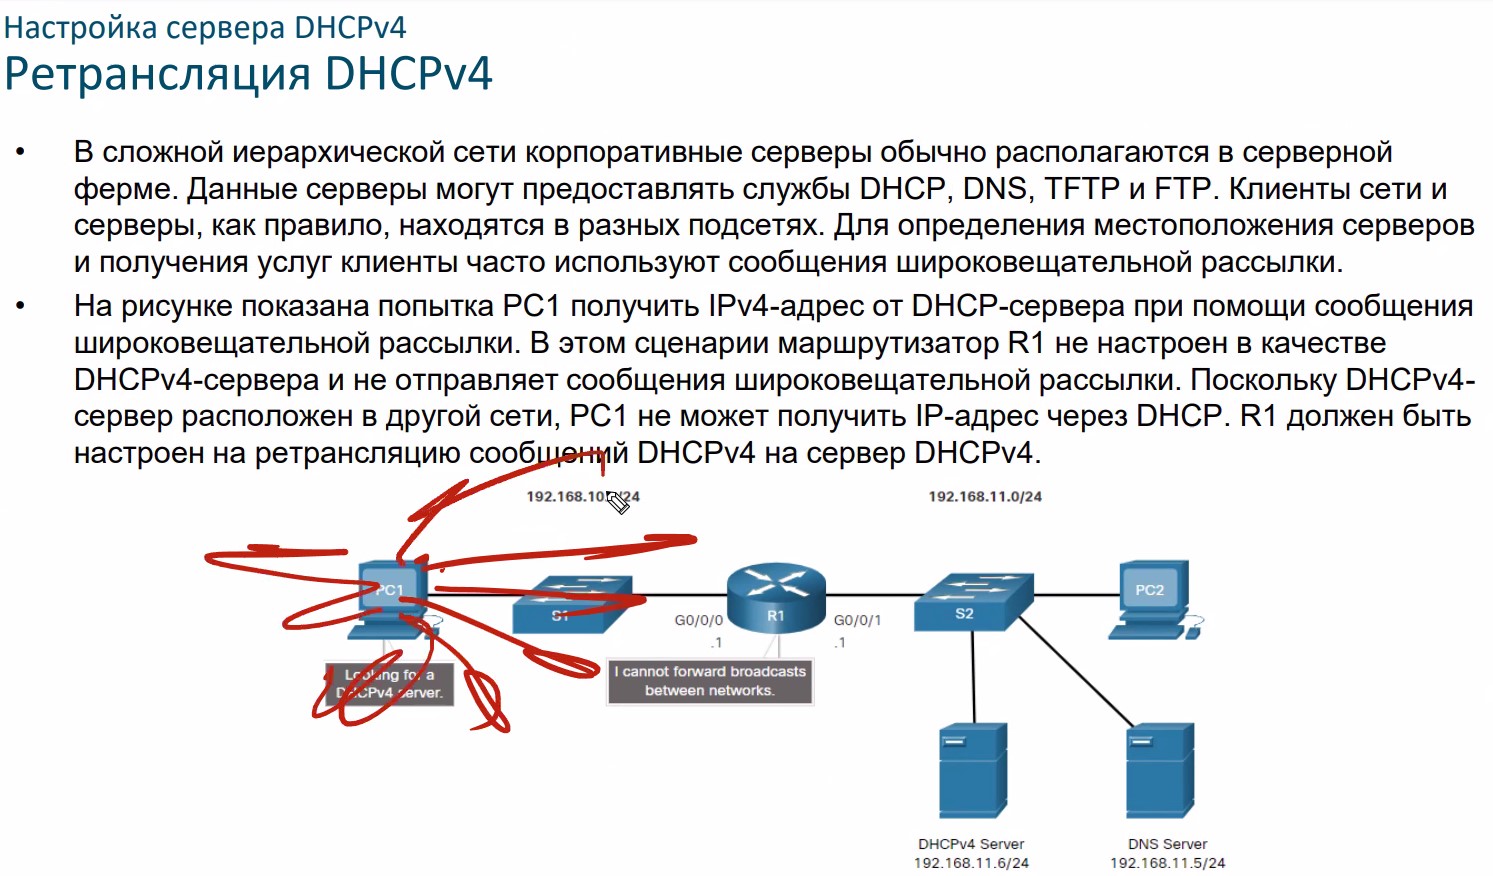 Настройка сервера DHCPv4
Ретрансляция DHCPv4
• В сложной иерархической сети корпоративные серверы обычно располагаются в серверной
ферме. Данные серверы могут предоставлять службы DHCP, DNS, TFTP и FTP. Клиенты сети и
серверы, как правило, находятся в разных подсетях. Для определения местоположения серверов
и получения услуг клиенты часто используют сообщения широковещательной рассылки.
• На рисунке показана попытка PC1 получить IPv4-адрес от DHCP-сервера при помощи сообщения
широковещательной рассылки. В этом сценарии маршрутизатор R1 не настроен в качестве
DHCPv4-сервера и не отправляет сообщения широковещательной рассылки. Поскольку DHCPv4-
сервер расположен в другой сети, PC1 не может получить IP-адрес через DHCP. R1 должен быть
настроен на ретрансляцию сообщений DHCPv4 на сервер DHCPv4.
192.168.10.0/24 192.168.11.0/24
PC1
S1
R1
S2
PC2
G0/0/0
.1
G0/0/1
.1
Looking for a
DHCPv4 server.
I cannot forward broadcasts
between networks.
DHCPv4 Server
192.168.11.6/24
DNS Server
192.168.11.5/24